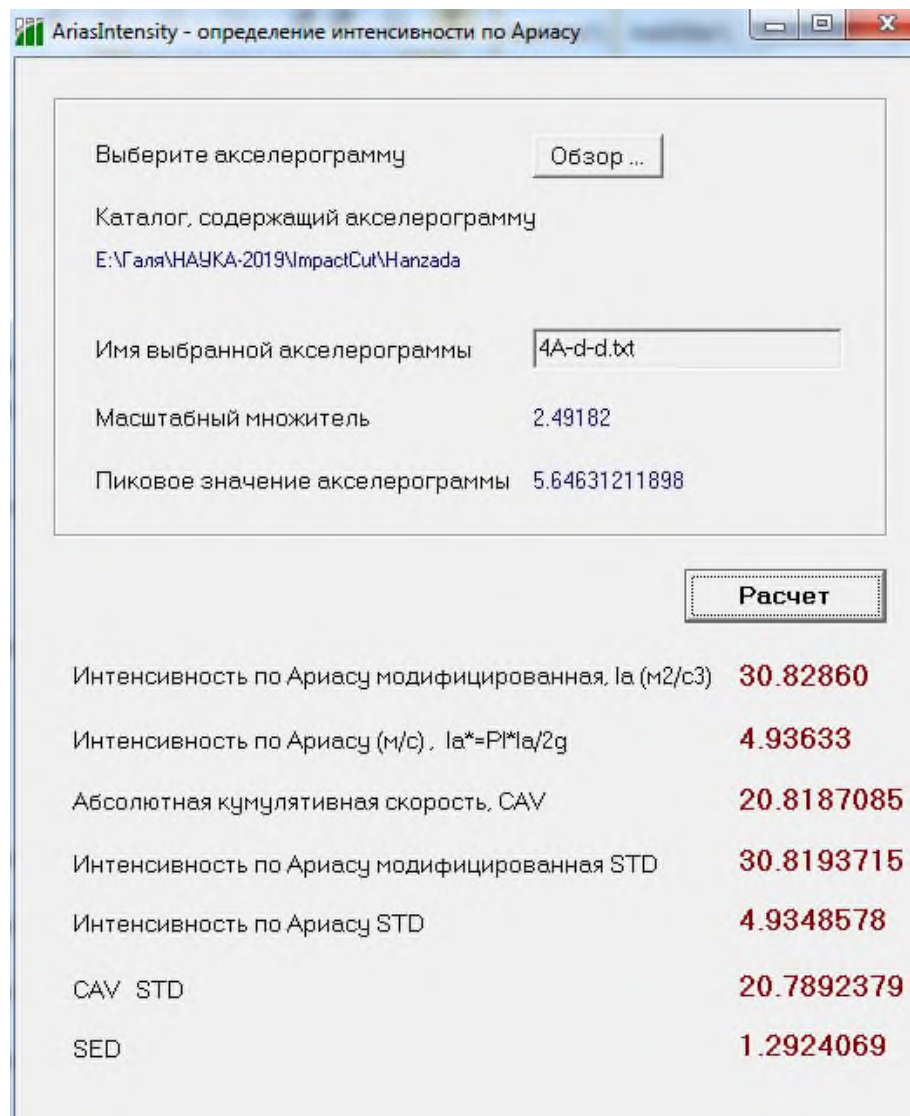 AriasIntensity - определение интенсивности по Ариасу
Выберите акселерограмму Обзор ...
Каталог, содержащий акселерограмму
E:\Галя\НАУКА-2019\ImpactCut\Hanzada
Имя выбранной акселерограммы 4A-d-d.txt
Масштабный множитель 2.49182
Пиковое значение акселерограммы 5.64631211898
Расчет
Интенсивность по Ариасу модифицированная, Ia (м2/с3) 30.82860
Интенсивность по Ариасу (м/с) , Ia*=PI*Ia/2g 4.93633
Абсолютная кумулятивная скорость, CAV 20.8187085
Интенсивность по Ариасу модифицированная STD 30.8193715
Интенсивность по Ариасу STD 4.9348578
CAV STD 20.7892379
SED 1.2924069